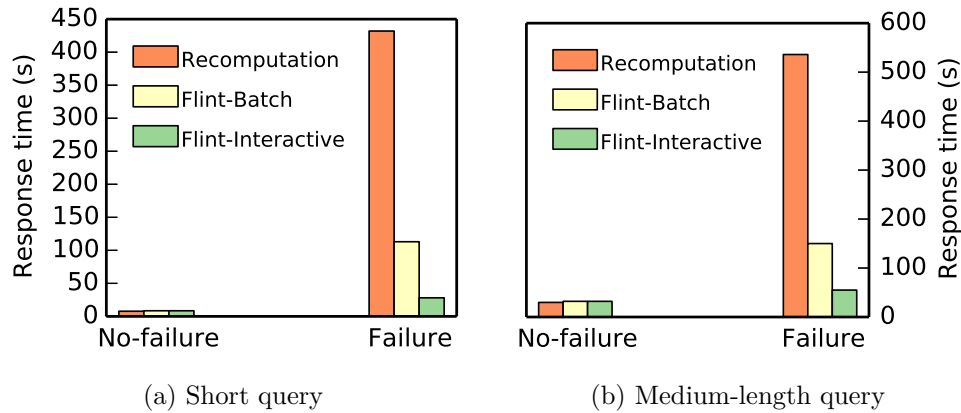 450
400
350
300
250
200
150
100
50
0
Response time (s)
Recomputation
Flint-Batch
Flint-Interactive
No-failure Failure
(a) Short query
600
500
400
300
200
100
0
Response time (s)
Recomputation
Flint-Batch
Flint-Interactive
No-failure Failure
(b) Medium-length query